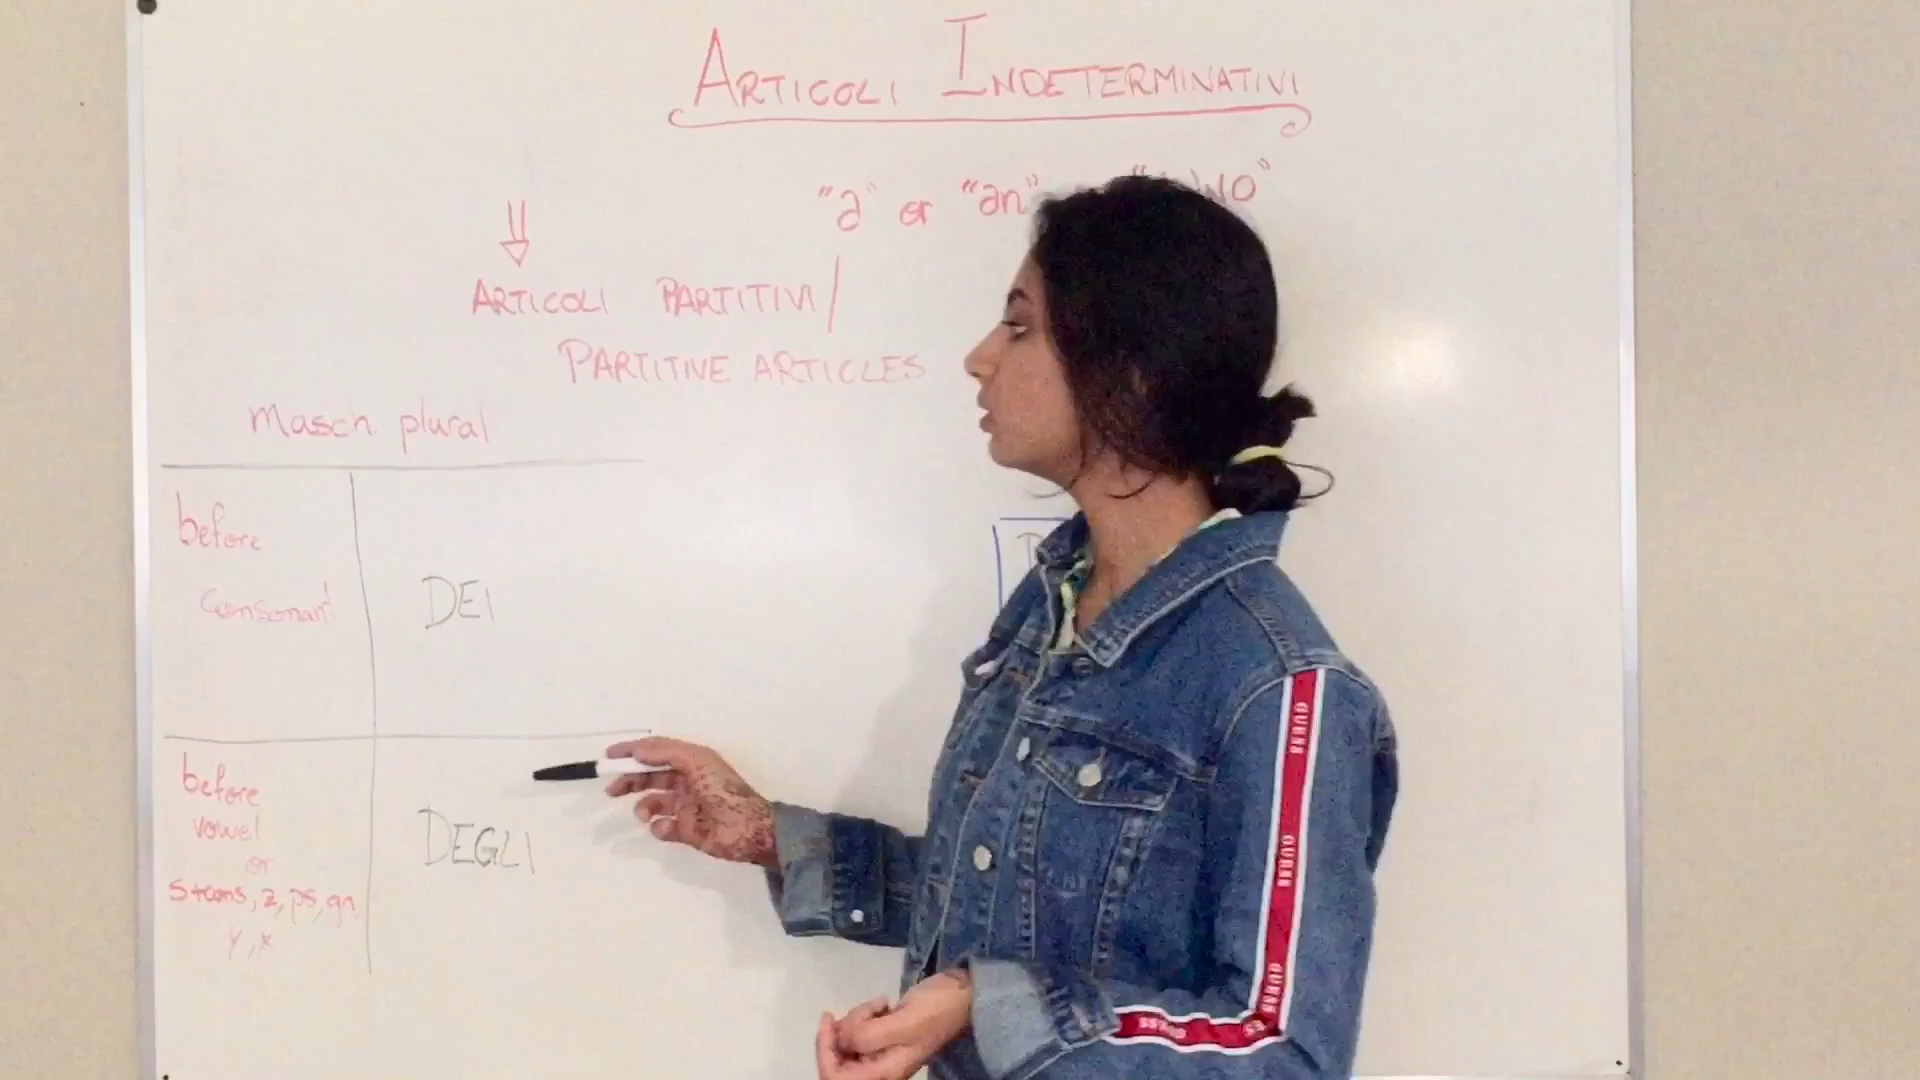 ARTICOLI INDETERMINATIVI
"a" or "an"
ARTICOLI PARTITIVI/
PARTITIVE ARTICLES
Masch plural
before
consonant
DEI
before
vowel
or
S+cons, z, ps, gn,
y, x
DEGLI